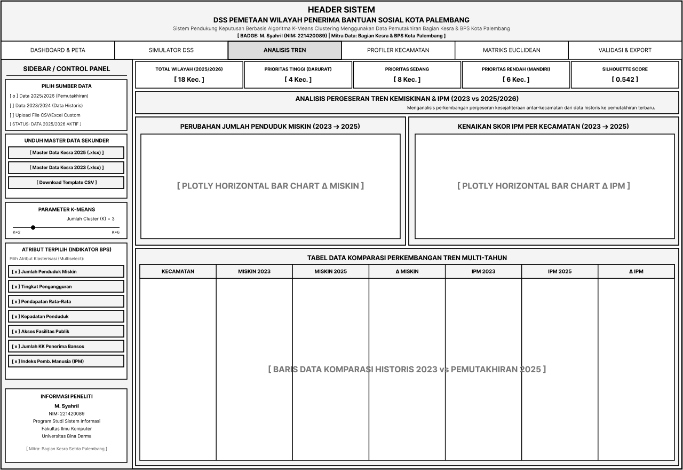 HEADER SISTEM
DSS PEMETAAN WILAYAH PENERIMA BANTUAN SOSIAL KOTA PALEMBANG
Sistem Pendukung Keputusan Berbasis Algoritma K-Means Clustering Menggunakan Data Pemutakhiran Bagian Kesra & BPS Kota Palembang
[ BADGE: M. Syahril (NIM: 221420089) | Mitra Data: Bagian Kesra & BPS Kota Palembang ]
DASHBOARD & PETA
SIMULATOR DSS
ANALISIS TREN
PROFILER KECAMATAN
MATRIKS EUCLIDEAN
VALIDASI & EXPORT
SIDEBAR / CONTROL PANEL
PILIH SUMBER DATA
[ x ] Data 2025/2026 (Pemutakhiran)
[ ] Data 2023/2024 (Data Historis)
[ ] Upload File CSV/Excel Custom
[ STATUS: DATA 2025/2026 AKTIF ]
UNDUH MASTER DATA SEKUNDER
[ Master Data Kesra 2025 (.xlsx) ]
[ Master Data Kesra 2023 (.xlsx) ]
[ Download Template CSV ]
PARAMETER K-MEANS
Jumlah Cluster (K) = 3
K=2
K=6
ATRIBUT TERPILIH (INDIKATOR BPS)
[ x ] Jumlah Penduduk Miskin
[ x ] Tingkat Pengangguran
[ x ] Pendapatan Rata-Rata
[ x ] Kepadatan Penduduk
[ x ] Akses Fasilitas Publik
[ x ] Jumlah KK Penerima Bansos
[ x ] Indeks Pemb. Manusia (IPM)
INFORMASI PENELITI
M. Syahril
NIM: 221420089
Program Studi Sistem Informasi
Fakultas Ilmu Komputer
Universitas Bina Darma
[ Mitra: Bagian Kesra Setda Palembang ]
TOTAL WILAYAH (2025/2026)
[ 18 Kec. ]
PRIORITAS TINGGI (DARURAT)
[ 4 Kec. ]
PRIORITAS SEDANG
[ 8 Kec. ]
PRIORITAS RENDAH (MANDIRI)
[ 6 Kec. ]
SILHOUETTE SCORE
[ 0.542 ]
ANALISIS PERGESERAN TREN KEMISKINAN & IPM (2023 vs 2025/2026)
Menganalisis perkembangan pergeseran kesejahteraan antar-kecamatan dari data historis ke pemutakhiran terbaru.
PERUBAHAN JUMLAH PENDUDUK MISKIN (2023 → 2025)
[ PLOTLY HORIZONTAL BAR CHART Δ MISKIN ]
KENAIKAN SKOR IPM PER KECAMATAN (2023 → 2025)
[ PLOTLY HORIZONTAL BAR CHART Δ IPM ]
TABEL DATA KOMPARASI PERKEMBANGAN TREN MULTI-TAHUN
KECAMATAN
MISKIN 2023
MISKIN 2025
Δ MISKIN
IPM 2023
IPM 2025
Δ IPM
[ BARIS DATA KOMPARASI HISTORIS 2023 vs PEMUTAKHIRAN 2025 ]